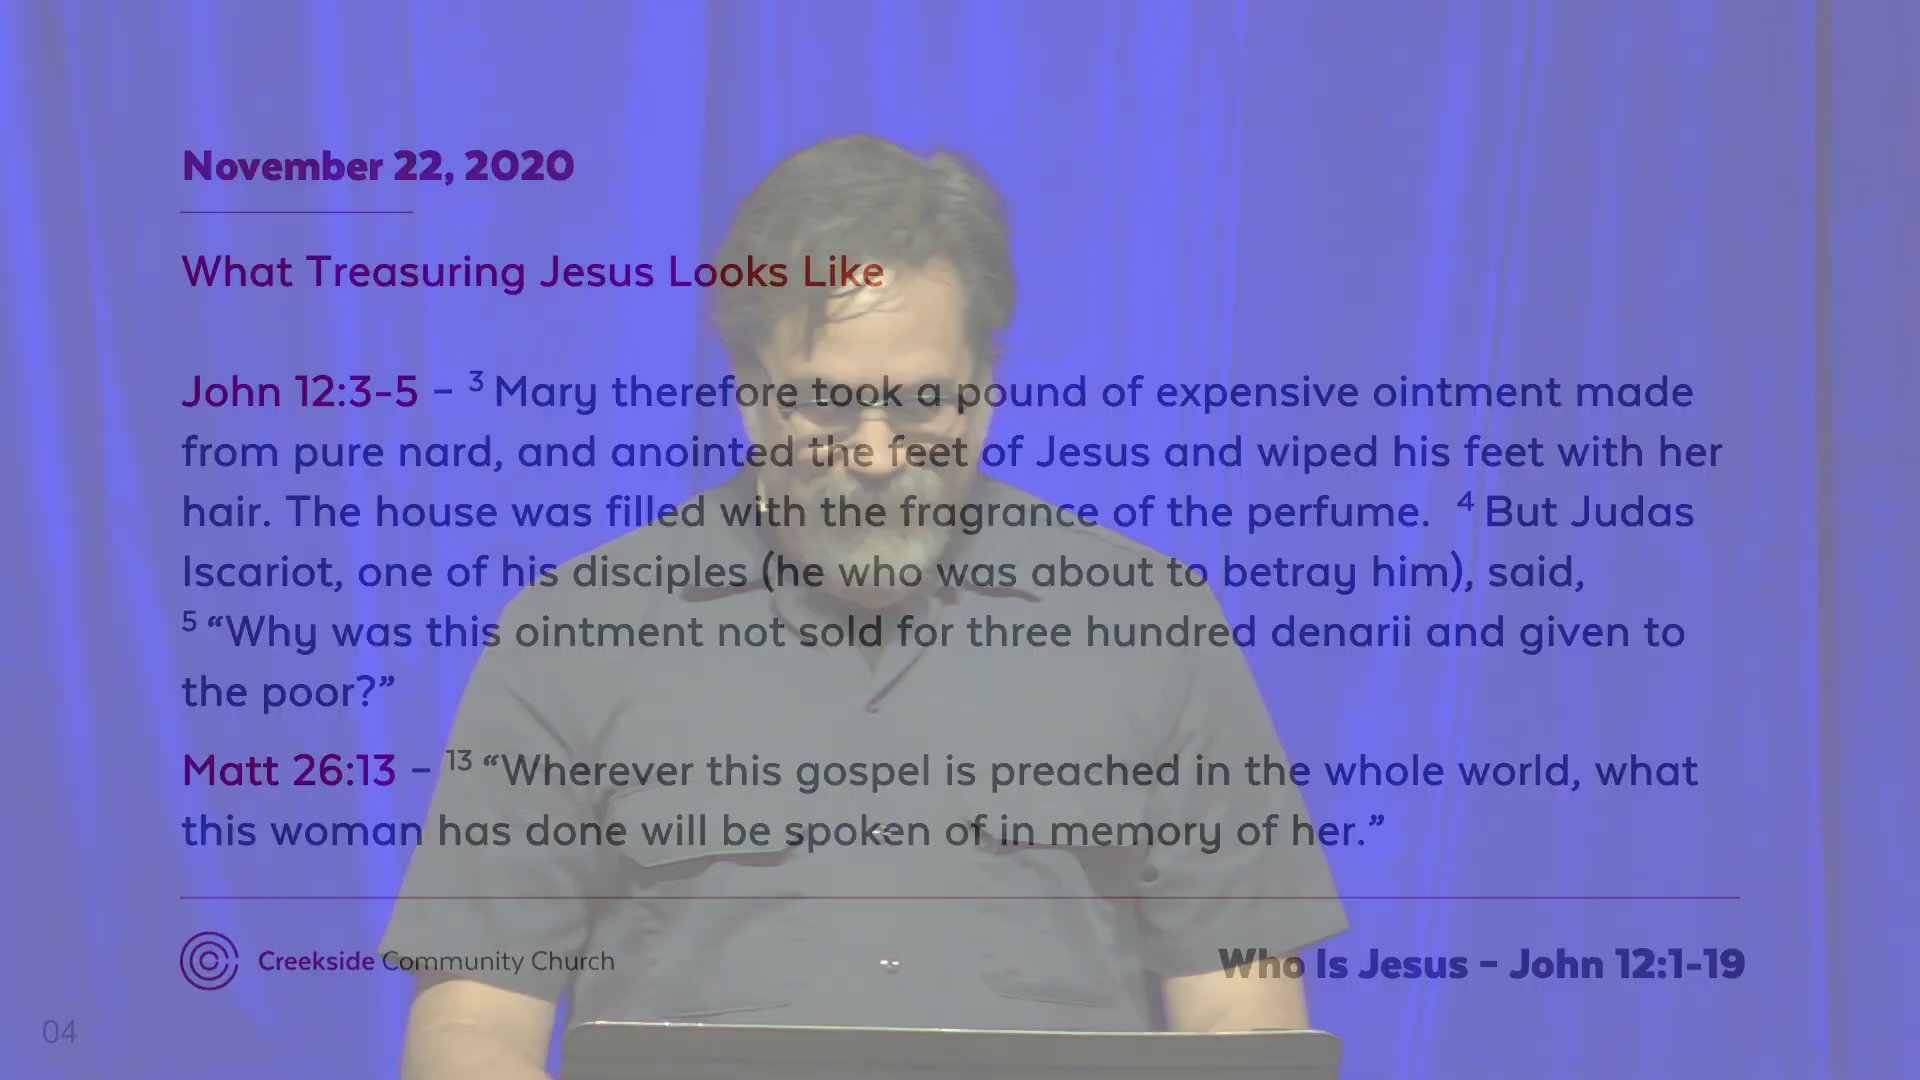 November 22, 2020
What Treasuring Jesus Looks Like
John 12:3-5 – ³ Mary therefore took a pound of expensive ointment made
from pure nard, and anointed the feet of Jesus and wiped his feet with her
hair. The house was filled with the fragrance of the perfume. ⁴ But Judas
Iscariot, one of his disciples (he who was about to betray him), said,
⁵ “Why was this ointment not sold for three hundred denarii and given to
the poor?”
Matt 26:13 – ¹³ “Wherever this gospel is preached in the whole world, what
this woman has done will be spoken of in memory of her.”
Creekside Community Church
Who Is Jesus – John 12:1-19
04